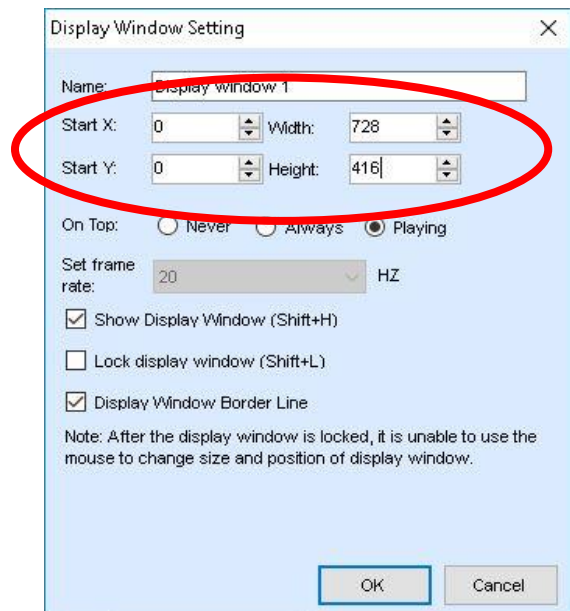 Display Window Setting
Name: Display window 1
Start X: 0 Width: 728
Start Y: 0 Height: 416
On Top: Never Always Playing
Set frame
rate: 20 HZ
Show Display Window (Shift+H)
Lock display window (Shift+L)
Display Window Border Line
Note: After the display window is locked, it is unable to use the
mouse to change size and position of display window.
OK Cancel